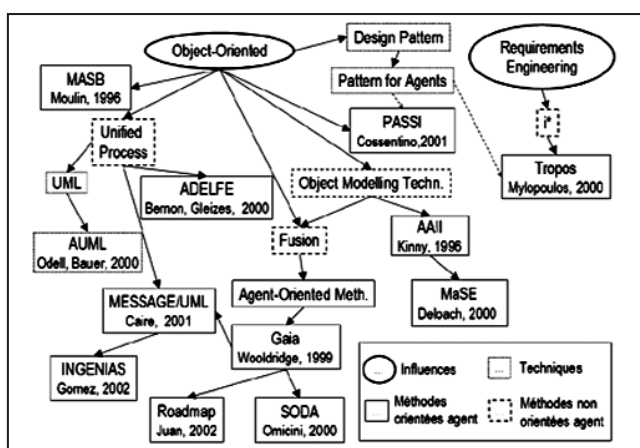 Object-Oriented
Design Pattern
Requirements
Engineering
MASB
Moulin, 1996
Pattern for Agents
Unified
Process
PASSI
Cossentino,2001
i*
UML
ADELFE
Bernon, Gleizes, 2000
Object Modelling Techn.
Tropos
Mylopoulos, 2000
AUML
Odell, Bauer, 2000
Fusion
AAII
Kinny, 1996
MESSAGE/UML
Caire, 2001
Agent-Oriented Meth.
MaSE
Deloach, 2000
Gaia
Wooldridge, 1999
INGENIAS
Gomez, 2002
Roadmap
Juan, 2002
SODA
Omicini, 2000
... Influences
... Techniques
... Méthodes
orientées agent
... Méthodes non
orientées agent